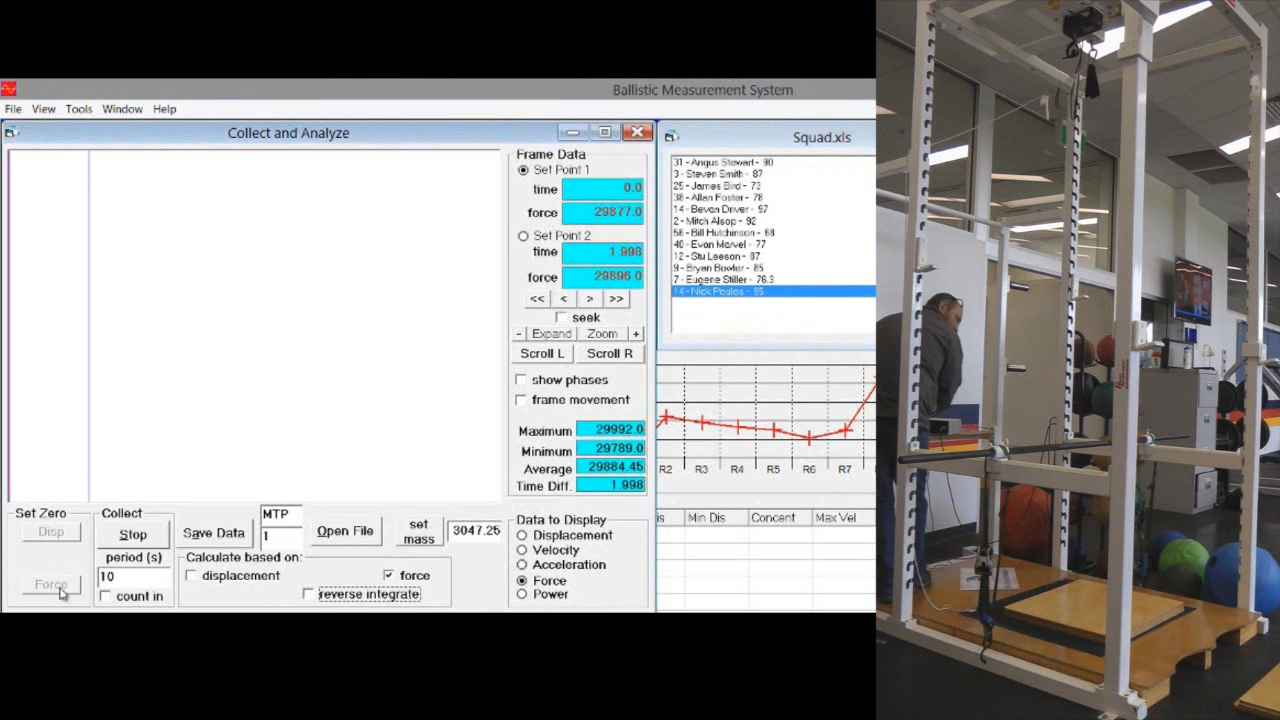 Ballistic Measurement System
File View Tools Window Help
Collect and Analyze
Squad.xls
Frame Data
Set Point 1
time 0.0
force 29877.0
Set Point 2
time 1.998
force 29896.0
<< < > >>
seek
- Expand Zoom +
Scroll L Scroll R
show phases
frame movement
Maximum 29992.0
Minimum 29789.0
Average 29884.45
Time Diff. 1.998
31 - Angus Stewart - 90
3 - Steven Smith - 87
25 - James Bird - 73
38 - Allan Foster - 78
14 - Bevan Driver - 97
2 - Mitch Alsop - 92
56 - Bill Hutchinson - 68
40 - Evan Marvel - 77
12 - Stu Leeson - 87
9 - Bryan Bowler - 85
7 - Eugene Stiller - 76.3
14 - Nick Poulos - 85
R2 R3 R4 R5 R6 R7
is Min Dis Concent Max Vel
Set Zero
Disp
Force
Collect
Stop
period (s)
10
count in
Save Data
MTP
1
Open File
set mass
3047.25
Calculate based on:
displacement
force
reverse integrate
Data to Display
Displacement
Velocity
Acceleration
Force
Power